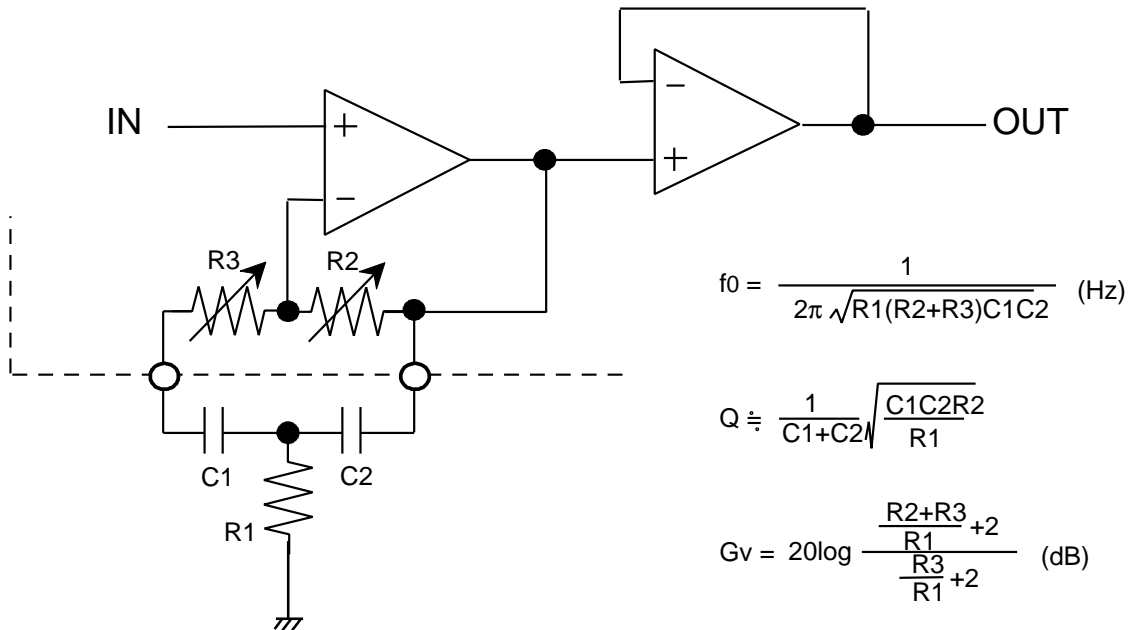 IN
+
−
−
+
OUT
R3
R2
C1
C2
R1
f0 = 1 / 2π √R1(R2+R3)C1C2 (Hz)
Q ≒ 1 / C1+C2 √C1C2R2 / R1
Gv = 20log R2+R3 / R1 +2 / R3 / R1 +2 (dB)